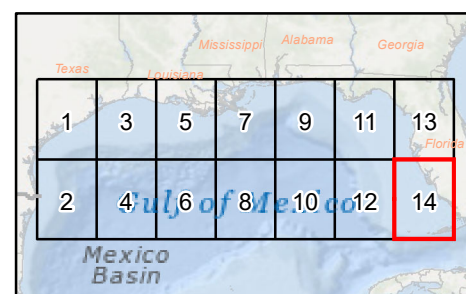 Mississippi Alabama Georgia
Texas Louisiana
1 3 5 7 9 11 13
Florida
2 4 6 8 10 12 14
Gulf of Mexico
Mexico
Basin